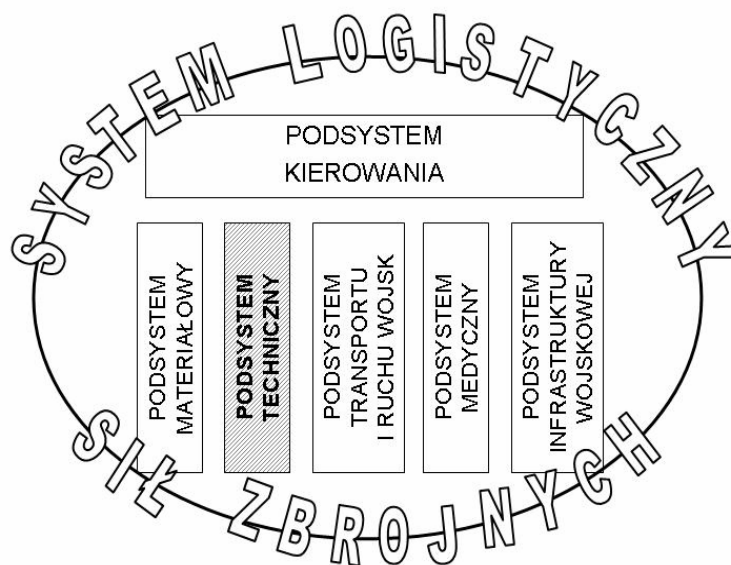 SYSTEM LOGISTYCZNY
PODSYSTEM
KIEROWANIA
PODSYSTEM
MATERIAŁOWY
PODSYSTEM
TECHNICZNY
PODSYSTEM
TRANSPORTU
I RUCHU WOJSK
PODSYSTEM
MEDYCZNY
PODSYSTEM
INFRASTRUKTURY
WOJSKOWEJ
SIŁ ZBROJNYCH